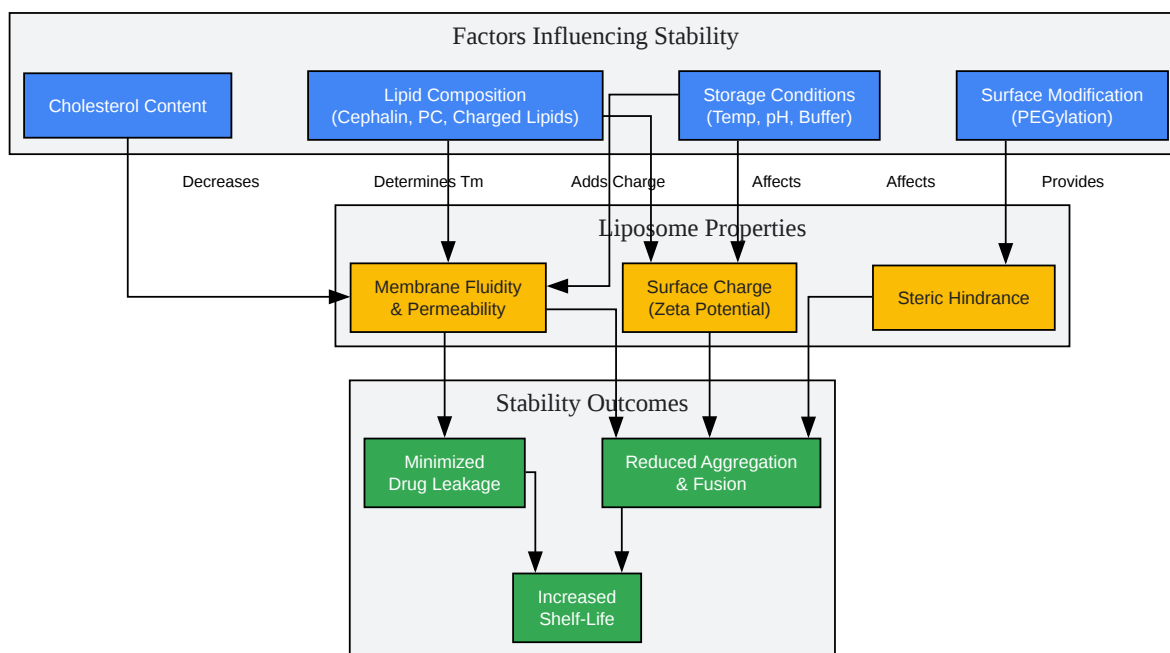 Factors Influencing Stability
Cholesterol Content
Lipid Composition
(Cephalin, PC, Charged Lipids)
Storage Conditions
(Temp, pH, Buffer)
Surface Modification
(PEGylation)
Decreases
Determines Tm
Adds Charge
Affects
Affects
Provides
Liposome Properties
Membrane Fluidity
& Permeability
Surface Charge
(Zeta Potential)
Steric Hindrance
Stability Outcomes
Minimized
Drug Leakage
Reduced Aggregation
& Fusion
Increased
Shelf-Life